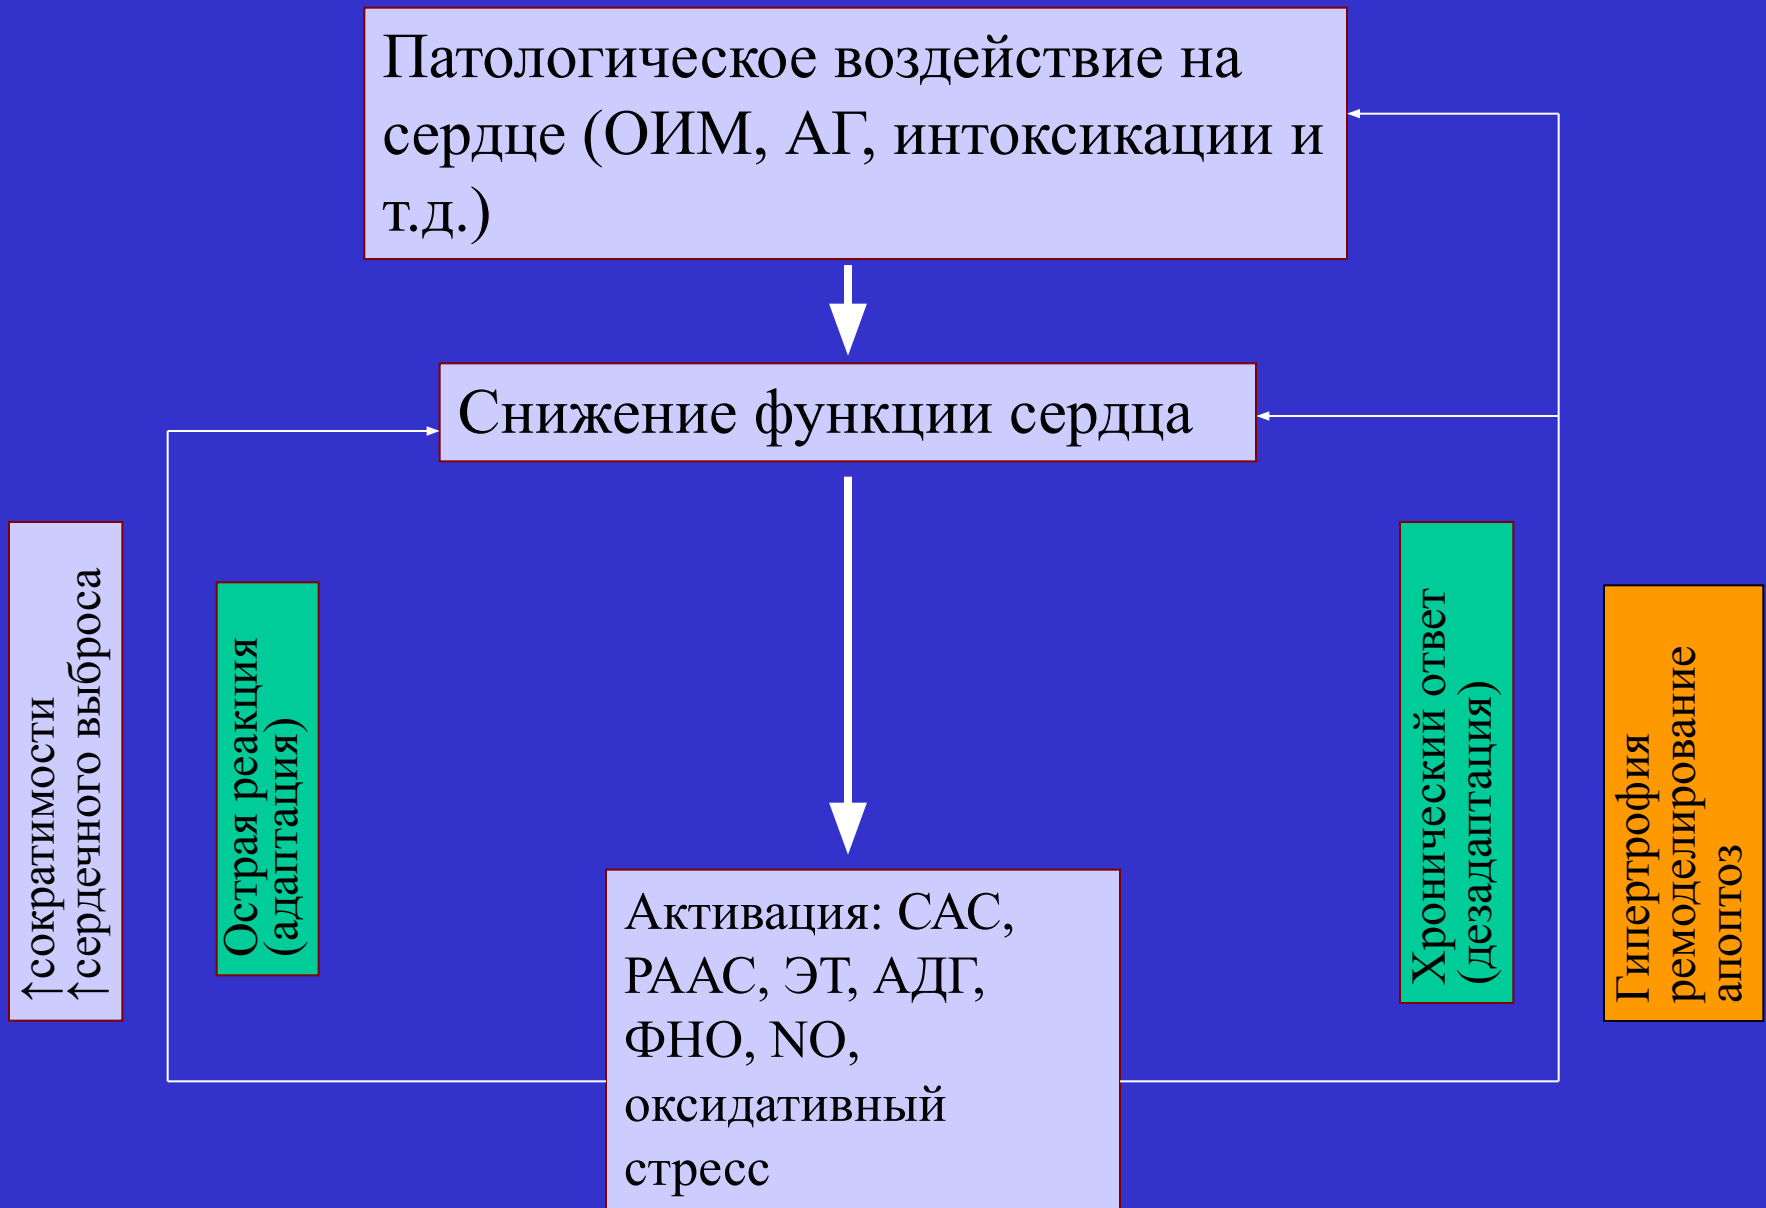 Патологическое воздействие на
сердце (ОИМ, АГ, интоксикации и
т.д.)
Снижение функции сердца
↑сократимости
↑сердечного выброса
Острая реакция
(адаптация)
Хронический ответ
(дезадаптация)
Гипертрофия
ремоделирование
апоптоз
Активация: САС,
РААС, ЭТ, АДГ,
ФНО, NO,
оксидативный
стресс